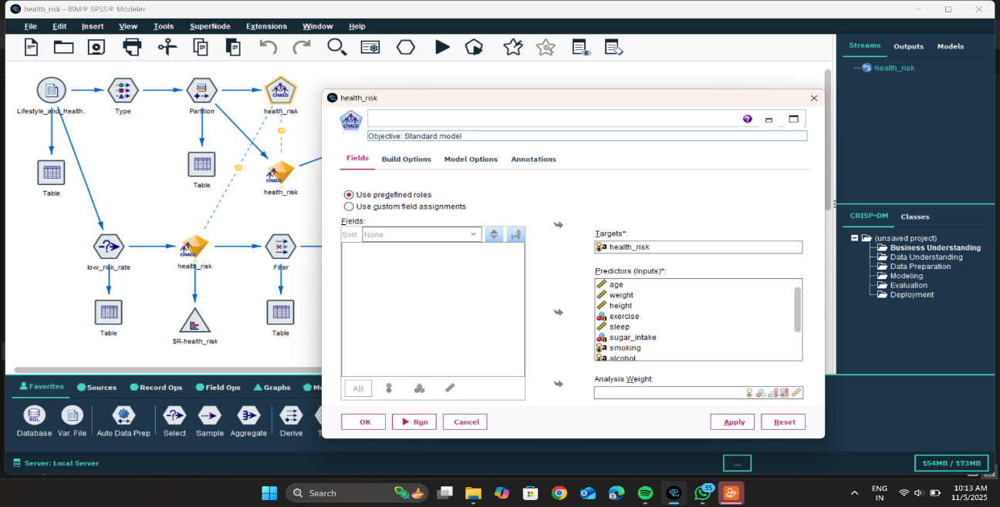 health_risk - IBM® SPSS® Modeler
File Edit Insert View Tools SuperNode Extensions Window Help
Streams Outputs Models
health_risk
Lifestyle_and_Health..
Type
Partition
CHAID
health_risk
Table
Table
CHAID
health_risk
low_risk_rate
CHAID
health_risk
Filter
Table
$R-health_risk
Table
health_risk
CHAID
Objective: Standard model
Fields Build Options Model Options Annotations
Use predefined roles
Use custom field assignments
Fields:
Sort: None
Targets*:
health_risk
Predictors (Inputs)*:
age
weight
height
exercise
sleep
sugar_intake
smoking
alcohol
All
Analysis Weight:
OK Run Cancel Apply Reset
CRISP-DM Classes
(unsaved project)
Business Understanding
Data Understanding
Data Preparation
Modeling
Evaluation
Deployment
Favorites Sources Record Ops Field Ops Graphs Mo
SQL
Database Var. File Auto Data Prep Select Sample Aggregate Derive
Server: Local Server
...
154MB / 173MB
Search
35
ENG
IN
10:13 AM
11/5/2025